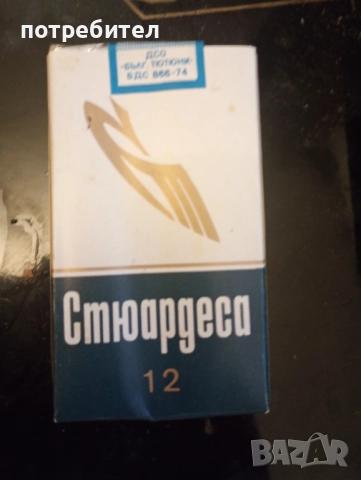 потребител
ДСО
„БЪЛГ. ТЮТЮН“
БДС 866-74
Стюардеса
12
BAZAR